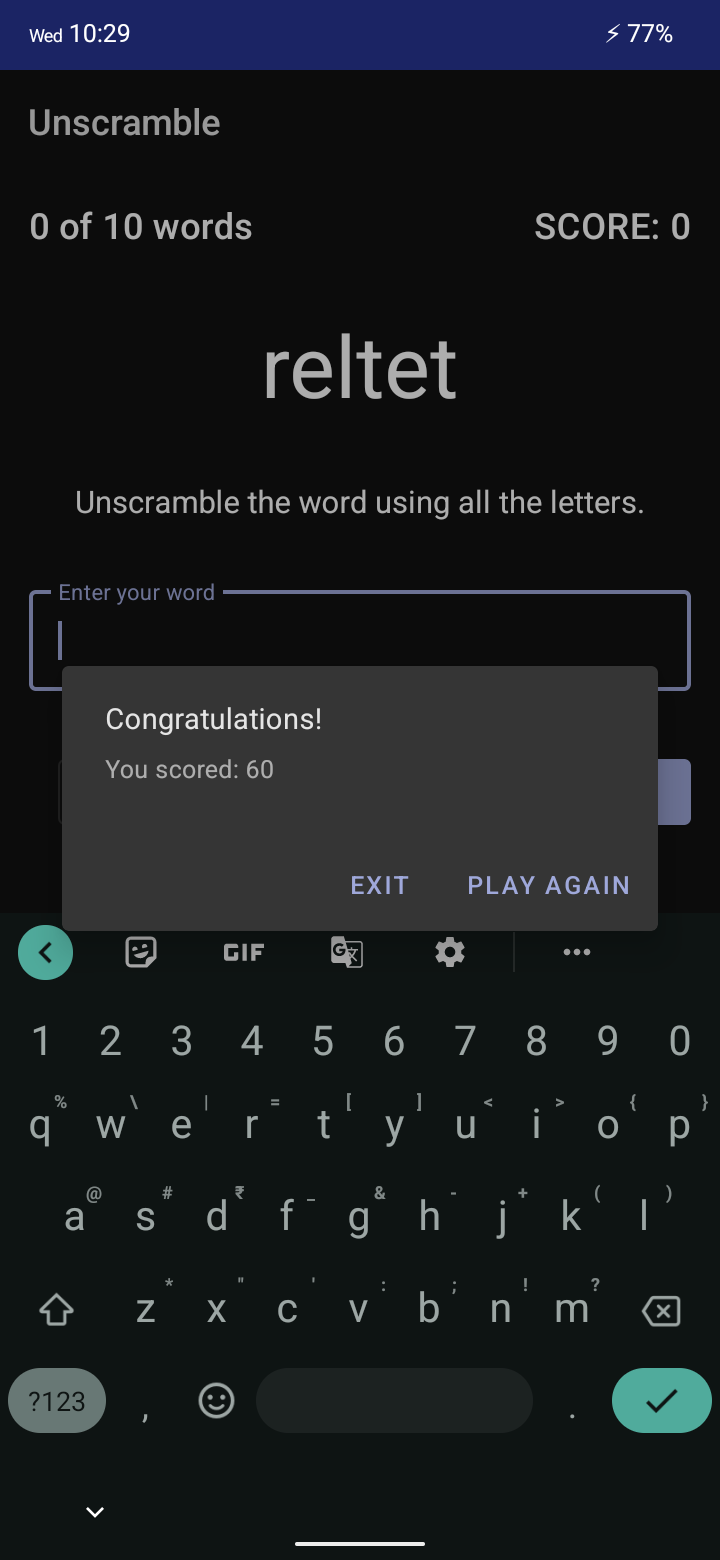 Wed 10:29 ⚡ 77%
Unscramble
0 of 10 words SCORE: 0
reltet
Unscramble the word using all the letters.
Enter your word
Congratulations!
You scored: 60
EXIT PLAY AGAIN
GIF G文 •••
1 2 3 4 5 6 7 8 9 0
% \ | = [ ] < > { }
q w e r t y u i o p
@ # ₹ _ & - + ( )
a s d f g h j k l
* " ' : ; ! ?
z x c v b n m
?123 , .